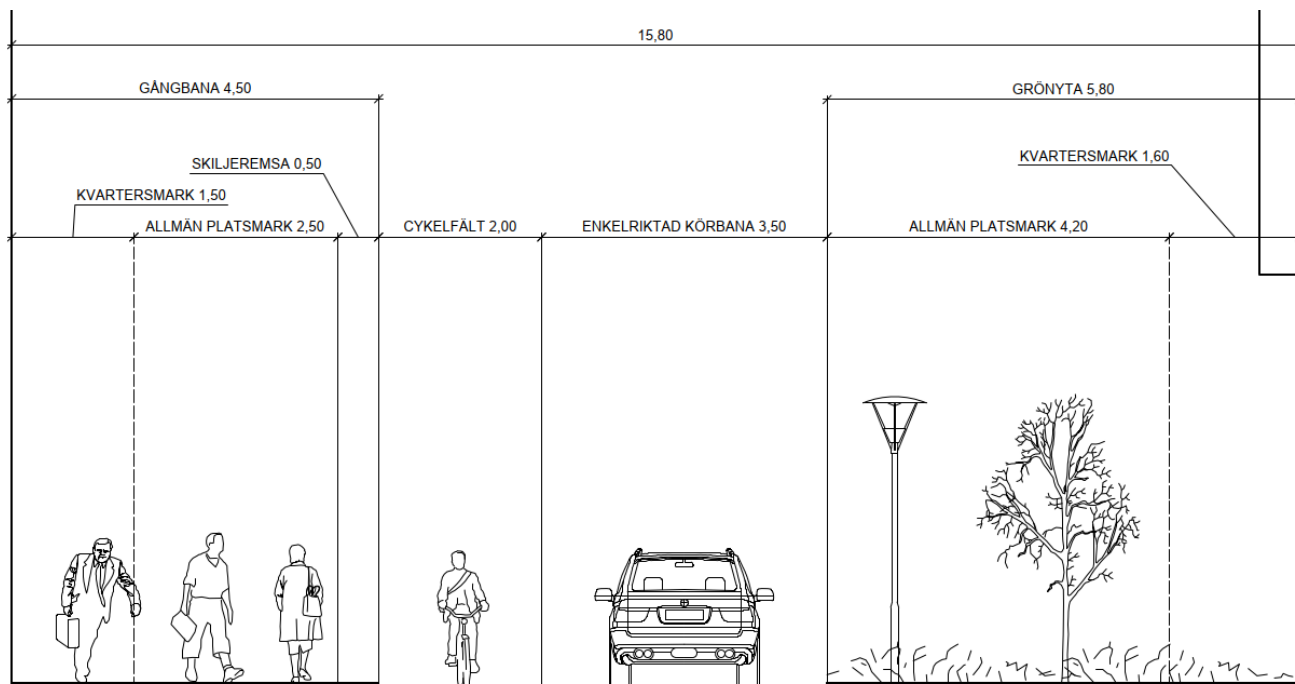 15,80
GÅNGBANA 4,50
GRÖNYTA 5,80
SKILJEREMSA 0,50
KVARTERSMARK 1,60
KVARTERSMARK 1,50
ALLMÄN PLATSMARK 2,50
CYKELFÄLT 2,00
ENKELRIKTAD KÖRBANA 3,50
ALLMÄN PLATSMARK 4,20